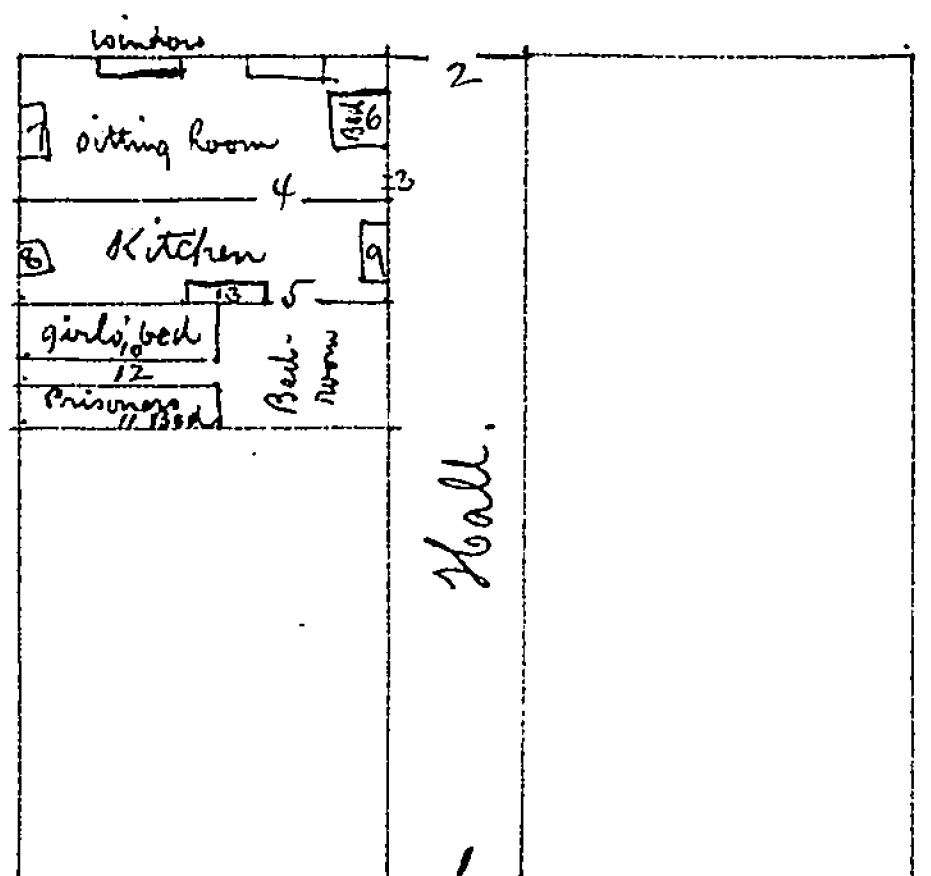 window
2
7 Sitting Room Bed 6
3
4
8 Kitchen 9
13 5
girls' bed
10
12
Prisoners
11 Bed
Bed-
room
Hall.
1